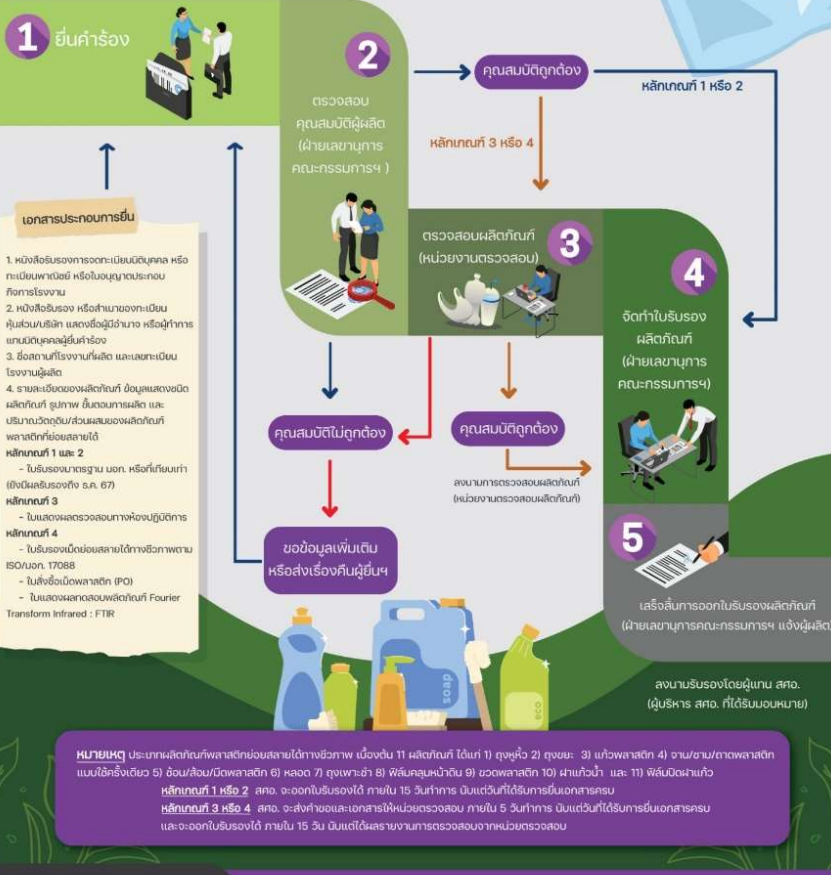 1 ยื่นคำร้อง
2
ตรวจสอบ
คุณสมบัติผู้ผลิต
(ฝ่ายเลขานุการ
คณะกรรมการฯ )
คุณสมบัติถูกต้อง
หลักเกณฑ์ 1 หรือ 2
หลักเกณฑ์ 3 หรือ 4
เอกสารประกอบการยื่น
1. หนังสือรับรองการจดทะเบียนนิติบุคคล หรือ
ทะเบียนพาณิชย์ หรือใบอนุญาตประกอบ
กิจการโรงงาน
2. หนังสือรับรอง หรือสำเนาของทะเบียน
หุ้นส่วน/บริษัท แสดงชื่อผู้มีอำนาจ หรือผู้ทำการ
แทนนิติบุคคลผู้ยื่นคำร้อง
3. ชื่อสถานที่โรงงานที่ผลิต และเลขทะเบียน
โรงงานผู้ผลิต
4. รายละเอียดของผลิตภัณฑ์ ข้อมูลแสดงชนิด
ผลิตภัณฑ์ รูปภาพ ขั้นตอนการผลิต และ
ปริมาณวัตถุดิบ/ส่วนผสมของผลิตภัณฑ์
พลาสติกที่ย่อยสลายได้
หลักเกณฑ์ 1 และ 2
- ใบรับรองมาตรฐาน มอก. หรือที่เทียบเท่า
(ยังมีผลรับรองถึง ธ.ค. 67)
หลักเกณฑ์ 3
- ใบแสดงผลตรวจสอบทางห้องปฏิบัติการ
หลักเกณฑ์ 4
- ใบรับรองเม็ดย่อยสลายได้ทางชีวภาพตาม
ISO/มอก. 17088
- ใบสั่งซื้อเม็ดพลาสติก (PO)
- ใบแสดงผลทดสอบผลิตภัณฑ์ Fourier
Transform Infrared : FTIR
ตรวจสอบผลิตภัณฑ์
(หน่วยงานตรวจสอบ)
3
4
จัดทำใบรับรอง
ผลิตภัณฑ์
(ฝ่ายเลขานุการ
คณะกรรมการฯ)
คุณสมบัติไม่ถูกต้อง
คุณสมบัติถูกต้อง
ลงนามการตรวจสอบผลิตภัณฑ์
(หน่วยงานตรวจสอบผลิตภัณฑ์)
ขอข้อมูลเพิ่มเติม
หรือส่งเรื่องคืนผู้ยื่นฯ
5
เสร็จสิ้นการออกใบรับรองผลิตภัณฑ์
(ฝ่ายเลขานุการคณะกรรมการฯ แจ้งผู้ผลิต)
ลงนามรับรองโดยผู้แทน สศอ.
(ผู้บริหาร สศอ. ที่ได้รับมอบหมาย)
soap
eco
หมายเหตุ ประเภทผลิตภัณฑ์พลาสติกย่อยสลายได้ทางชีวภาพ เบื้องต้น 11 ผลิตภัณฑ์ ได้แก่ 1) ถุงหูหิ้ว 2) ถุงขยะ 3) แก้วพลาสติก 4) จาน/ชาม/ถาดพลาสติก
แบบใช้ครั้งเดียว 5) ช้อน/ส้อม/มีดพลาสติก 6) หลอด 7) ถุงเพาะชำ 8) ฟิล์มคลุมหน้าดิน 9) ขวดพลาสติก 10) ฝาแก้วน้ำ และ 11) ฟิล์มปิดฝาแก้ว
หลักเกณฑ์ 1 หรือ 2 สศอ. จะออกใบรับรองได้ ภายใน 15 วันทำการ นับแต่วันที่ได้รับการยื่นเอกสารครบ
หลักเกณฑ์ 3 หรือ 4 สศอ. จะส่งคำขอและเอกสารให้หน่วยตรวจสอบ ภายใน 5 วันทำการ นับแต่วันที่ได้รับการยื่นเอกสารครบ
และจะออกใบรับรองได้ ภายใน 15 วัน นับแต่ได้ผลรายงานการตรวจสอบจากหน่วยตรวจสอบ